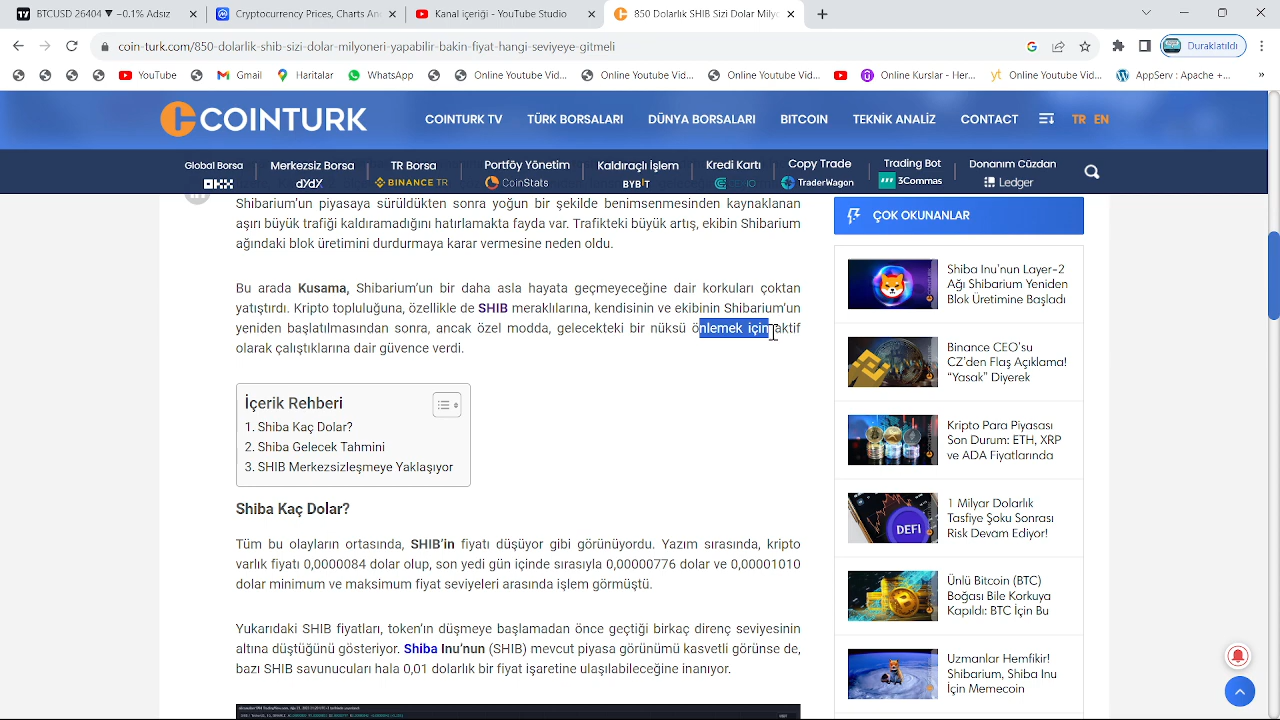 BTCUSD 26404 ▼ −0.1% Adsız
Cryptocurrency Prices, Charts An
Kanal içeriği - YouTube Studio
850 Dolarlık SHIB Sizi Dolar Milyo
coin-turk.com/850-dolarlik-shib-sizi-dolar-milyoneri-yapabilir-bakin-fiyat-hangi-seviyeye-gitmeli
Duraklatıldı
YouTube Gmail Haritalar WhatsApp Online Youtube Vid... Online Youtube Vid... Online Youtube Vid... Online Kurslar - Her... Online Youtube Vid... AppServ : Apache +...
COINTURK
COINTURK TV TÜRK BORSALARI DÜNYA BORSALARI BITCOIN TEKNİK ANALİZ CONTACT TR EN
Global Borsa Merkezsiz Borsa TR Borsa Portföy Yönetim Kaldıraçlı İşlem Kredi Kartı Copy Trade Trading Bot Donanım Cüzdan
OKX dYdX BINANCE TR CoinStats BYBIT TraderWagon 3Commas Ledger
Shibarium'un piyasaya sürüldükten sonra yoğun bir şekilde benimsenmesinden kaynaklanan
aşırı büyük trafiği kaldıramadığını hatırlamakta fayda var. Trafikteki büyük artış, ekibin Shibarium
ağındaki blok üretimini durdurmaya karar vermesine neden oldu.
Bu arada Kusama, Shibarium'un bir daha asla hayata geçmeyeceğine dair korkuları çoktan
yatıştırdı. Kripto topluluğuna, özellikle de SHIB meraklılarına, kendisinin ve ekibinin Shibarium'un
yeniden başlatılmasından sonra, ancak özel modda, gelecekteki bir nüksü önlemek için aktif
olarak çalıştıklarına dair güvence verdi.
İçerik Rehberi
1. Shiba Kaç Dolar?
2. Shiba Gelecek Tahmini
3. SHIB Merkezsizleşmeye Yaklaşıyor
Shiba Kaç Dolar?
Tüm bu olayların ortasında, SHIB'in fiyatı düşüyor gibi görünüyordu. Yazım sırasında, kripto
varlık fiyatı 0,0000084 dolar olup, son yedi gün içinde sırasıyla 0,00000776 dolar ve 0,00001010
dolar minimum ve maksimum fiyat seviyeleri arasında işlem görmüştü.
Yukarıdaki SHIB fiyatları, token'ın düşmeye başlamadan önce geçtiği birkaç direnç seviyesinin
altına düştüğünü gösteriyor. Shiba Inu'nun (SHIB) mevcut piyasa görünümü kasvetli görünse de,
bazı SHIB savunucuları hala 0,01 dolarlık bir fiyat işaretine ulaşılabileceğine inanıyor.
ÇOK OKUNANLAR
Shiba Inu'nun Layer-2
Ağı Shibarium Yeniden
Blok Üretimine Başladı
Binance CEO'su
CZ'den Flaş Açıklama!
"Yasak" Diyerek
Kripto Para Piyasası
Son Durum: ETH, XRP
ve ADA Fiyatlarında
1 Milyar Dolarlık
Tasfiye Şoku Sonrası
Risk Devam Ediyor!
DEFI
Ünlü Bitcoin (BTC)
Boğası Bile Korkuya
Kapıldı: BTC İçin Bu
Uzmanlar Hemfikir!
Shibarium, Shiba Inu